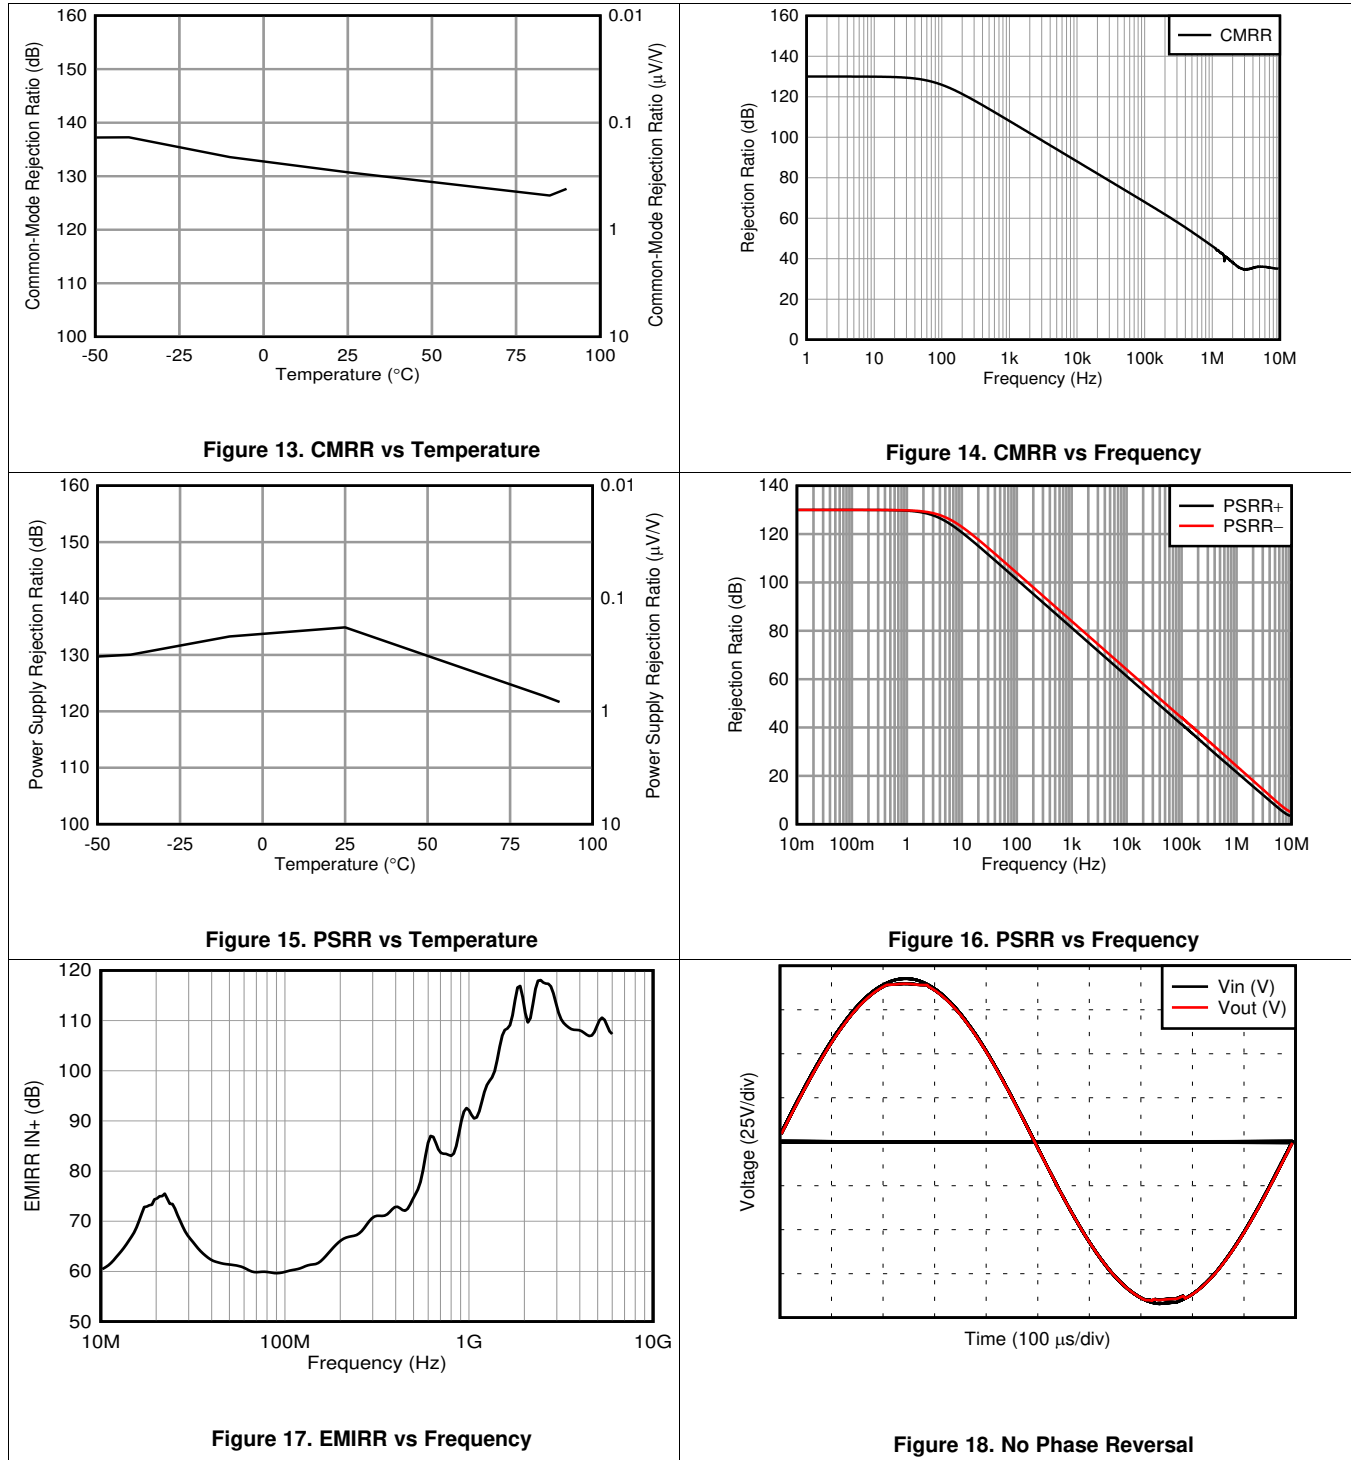 160
150
140
130
120
110
100
0.01
0.1
1
10
-50 -25 0 25 50 75 100
Temperature (°C)
Common-Mode Rejection Ratio (dB)
Common-Mode Rejection Ratio (µV/V)
Figure 13. CMRR vs Temperature
160
140
120
100
80
60
40
20
0
1 10 100 1k 10k 100k 1M 10M
Frequency (Hz)
Rejection Ratio (dB)
CMRR
Figure 14. CMRR vs Frequency
160
150
140
130
120
110
100
0.01
0.1
1
10
-50 -25 0 25 50 75 100
Temperature (°C)
Power Supply Rejection Ratio (dB)
Power Supply Rejection Ratio (µV/V)
Figure 15. PSRR vs Temperature
140
120
100
80
60
40
20
0
10m 100m 1 10 100 1k 10k 100k 1M 10M
Frequency (Hz)
Rejection Ratio (dB)
PSRR+
PSRR−
Figure 16. PSRR vs Frequency
120
110
100
90
80
70
60
50
10M 100M 1G 10G
Frequency (Hz)
EMIRR IN+ (dB)
Figure 17. EMIRR vs Frequency
Vin (V)
Vout (V)
Voltage (25V/div)
Time (100 µs/div)
Figure 18. No Phase Reversal